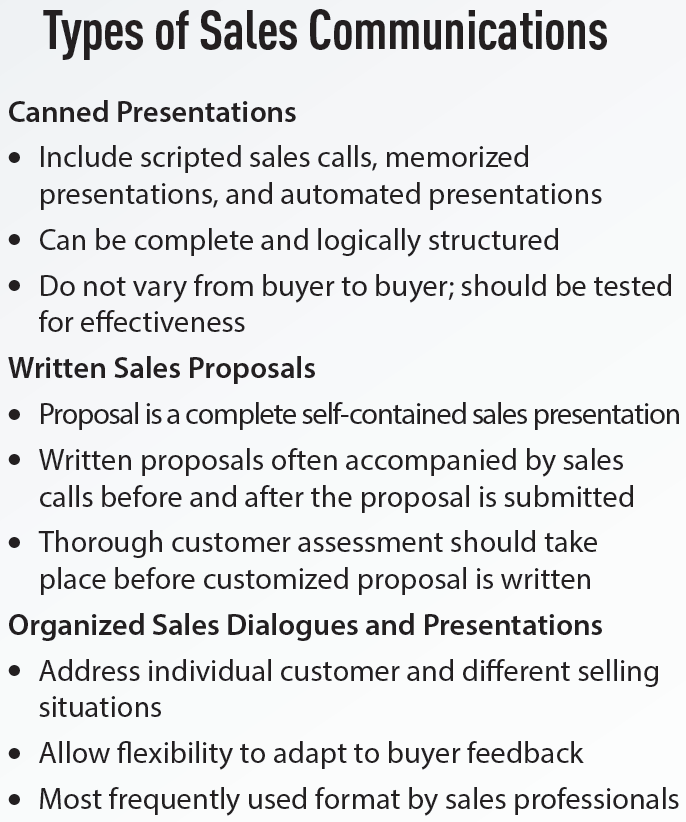 Types of Sales Communications
Canned Presentations
• Include scripted sales calls, memorized
presentations, and automated presentations
• Can be complete and logically structured
• Do not vary from buyer to buyer; should be tested
for effectiveness
Written Sales Proposals
• Proposal is a complete self-contained sales presentation
• Written proposals often accompanied by sales
calls before and after the proposal is submitted
• Thorough customer assessment should take
place before customized proposal is written
Organized Sales Dialogues and Presentations
• Address individual customer and different selling
situations
• Allow flexibility to adapt to buyer feedback
• Most frequently used format by sales professionals